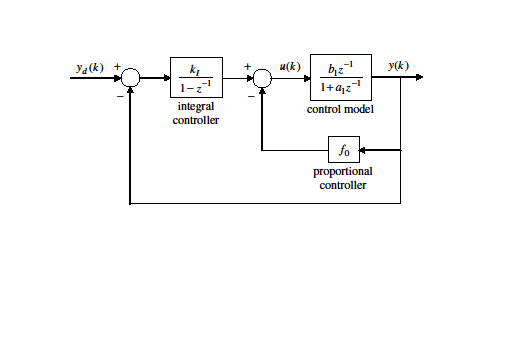 y_d(k) + − k_I / 1 − z^{-1} + − u(k) b_1 z^{-1} / 1 + a_1 z^{-1} y(k)
integral
controller
control model
f_0
proportional
controller